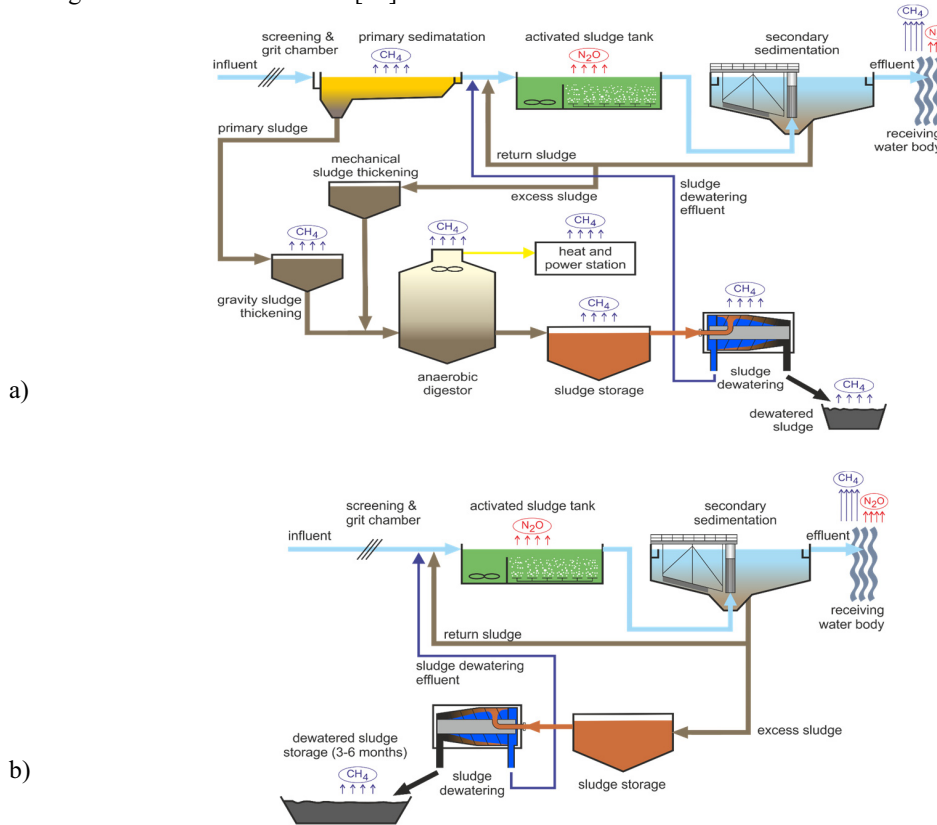 screening &
grit chamber
primary sedimatation
CH4
influent
activated sludge tank
N2O
secondary
sedimentation
CH4
effluent
receiving
water body
primary sludge
mechanical
sludge thickening
return sludge
excess sludge
sludge
dewatering
effluent
CH4
gravity sludge
thickening
CH4
CH4
heat and
power station
anaerobic
digestor
CH4
sludge storage
CH4
sludge
dewatering
CH4
dewatered
sludge
a)
screening &
grit chamber
influent
activated sludge tank
N2O
secondary
sedimentation
CH4
N2O
effluent
receiving
water body
return sludge
sludge dewatering
effluent
excess sludge
dewatered sludge
storage (3-6 months)
CH4
sludge
dewatering
sludge storage
b)